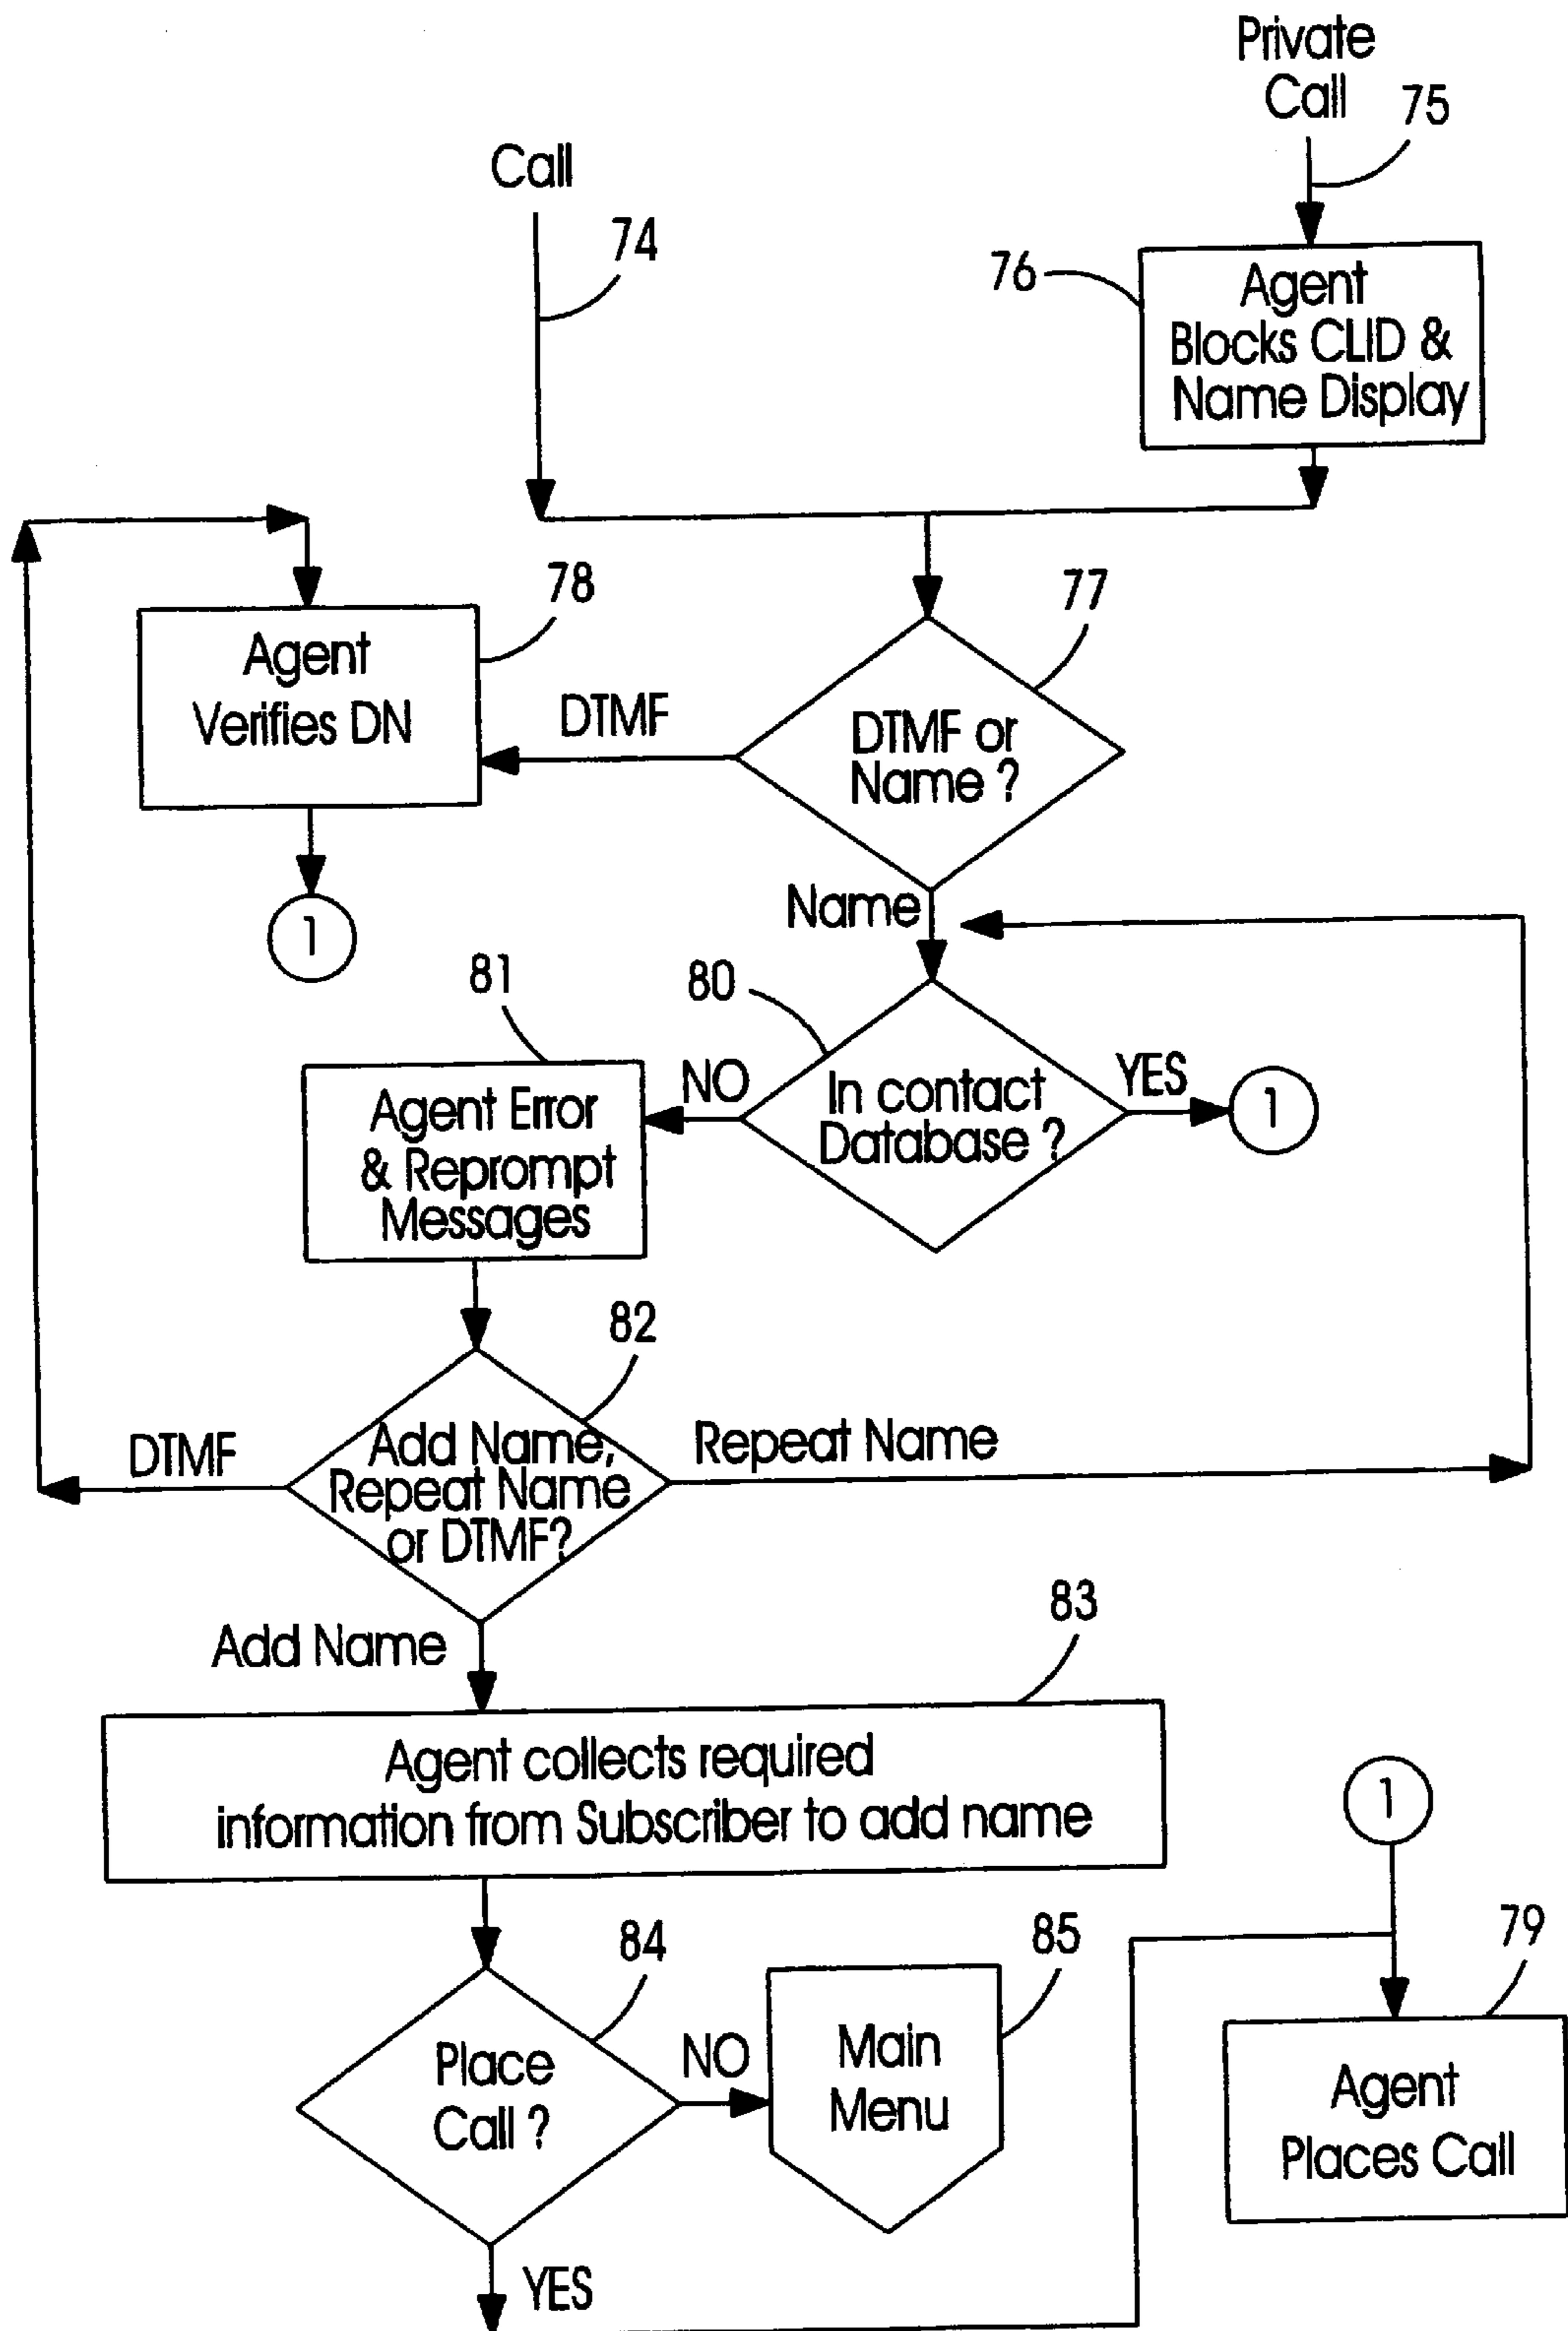 Private
Call
75
Call
74
76
Agent
Blocks CLID &
Name Display
78
77
Agent
Verifies DN
DTMF
DTMF or
Name ?
1
Name
81
80
Agent Error
& Reprompt
Messages
NO
In contact
Database ?
YES
1
82
DTMF
Add Name,
Repeat Name
or DTMF?
Repeat Name
Add Name
83
Agent collects required
information from Subscriber to add name
1
84
85
79
Place
Call ?
NO
Main
Menu
Agent
Places Call
YES